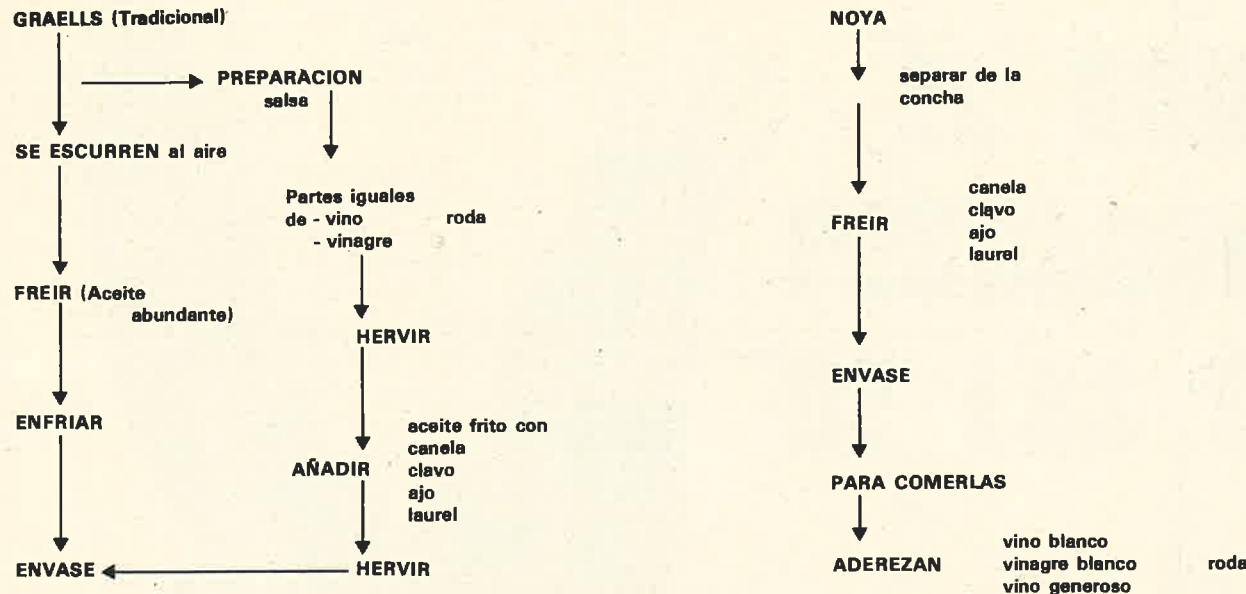 GRAELLS (Tradicional)
PREPARACION
salsa
SE ESCURREN al aire
Partes iguales
de - vino roda
- vinagre
FREIR (Aceite
abundante)
HERVIR
ENFRIAR
aceite frito con
canela
AÑADIR clavo
ajo
laurel
ENVASE HERVIR
NOYA
separar de la
concha
canela
FREIR clavo
ajo
laurel
ENVASE
PARA COMERLAS
vino blanco
ADEREZAN vinagre blanco roda
vino generoso